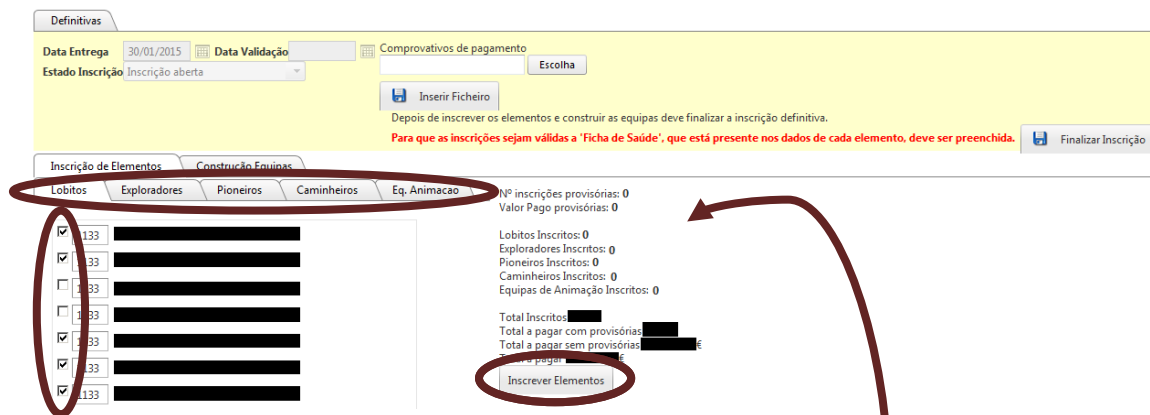 Definitivas
Data Entrega 30/01/2015 Data Validação
Estado Inscrição Inscrição aberta
Comprovativos de pagamento
Escolha
Inserir Ficheiro
Depois de inscrever os elementos e construir as equipas deve finalizar a inscrição definitiva.
Para que as inscrições sejam válidas a 'Ficha de Saúde', que está presente nos dados de cada elemento, deve ser preenchida.
Finalizar Inscrição
Inscrição de Elementos Construção Equipas
Lobitos Exploradores Pioneiros Caminheiros Eq. Animacao
1133
1133
1133
1133
1133
1133
1133
Nº inscrições provisórias: 0
Valor Pago provisórias: 0
Lobitos Inscritos: 0
Exploradores Inscritos: 0
Pioneiros Inscritos: 0
Caminheiros Inscritos: 0
Equipas de Animação Inscritos: 0
Total Inscritos
Total a pagar com provisórias
Total a pagar sem provisórias €
Total a pagar €
Inscrever Elementos